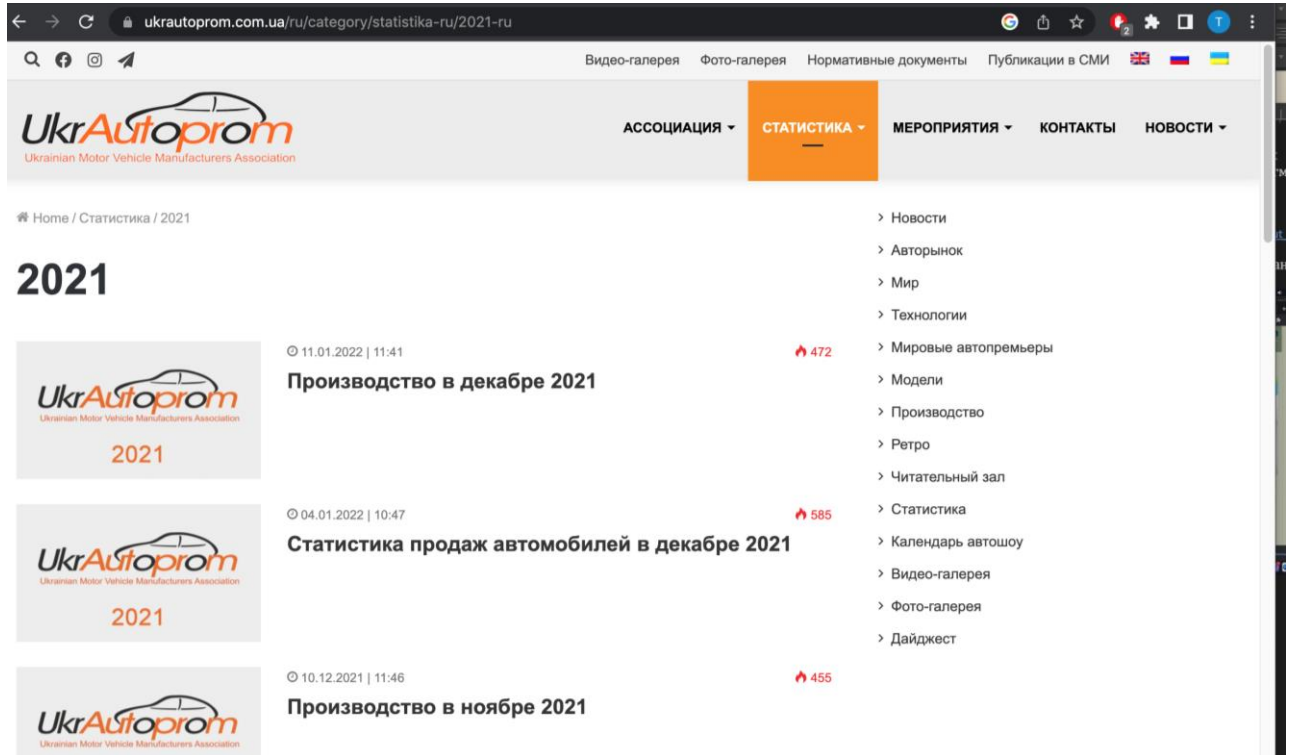 ukrautoprom.com.ua/ru/category/statistika-ru/2021-ru
2
T
Видео-галерея Фото-галерея Нормативные документы Публикации в СМИ
UkrAutoprom
Ukrainian Motor Vehicle Manufacturers Association
АССОЦИАЦИЯ СТАТИСТИКА МЕРОПРИЯТИЯ КОНТАКТЫ НОВОСТИ
Home / Статистика / 2021
2021
UkrAutoprom
Ukrainian Motor Vehicle Manufacturers Association
2021
11.01.2022 | 11:41 472
Производство в декабре 2021
UkrAutoprom
Ukrainian Motor Vehicle Manufacturers Association
2021
04.01.2022 | 10:47 585
Статистика продаж автомобилей в декабре 2021
UkrAutoprom
Ukrainian Motor Vehicle Manufacturers Association
10.12.2021 | 11:46 455
Производство в ноябре 2021
Новости
Авторынок
Мир
Технологии
Мировые автопремьеры
Модели
Производство
Ретро
Читательный зал
Статистика
Календарь автошоу
Видео-галерея
Фото-галерея
Дайджест